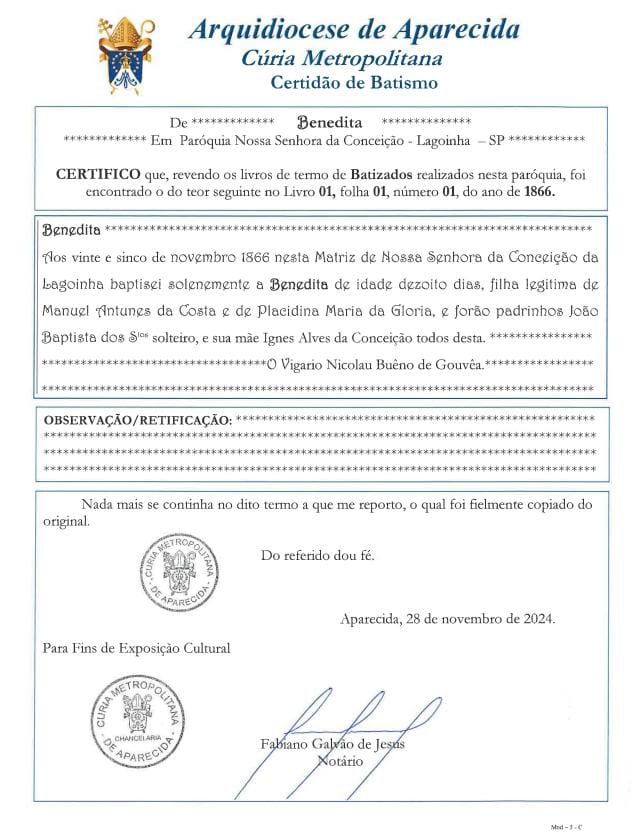 Arquidiocese de Aparecida
Cúria Metropolitana
Certidão de Batismo
De ************* Benedita **************
************* Em Paróquia Nossa Senhora da Conceição - Lagoinha – SP ************
CERTIFICO que, revendo os livros de termo de Batizados realizados nesta paróquia, foi
encontrado o do teor seguinte no Livro 01, folha 01, número 01, do ano de 1866.
Benedita ***************************************************************************
Aos vinte e sinco de novembro 1866 nesta Matriz de Nossa Senhora da Conceição da
Lagoinha baptisei solenemente a Benedita de idade dezoito dias, filha legitima de
Manuel Antunes da Costa e de Placidina Maria da Gloria, e forão padrinhos João
Baptista dos Stos solteiro, e sua mãe Ignes Alves da Conceição todos desta. ****************
***********************************O Vigario Nicolau Buêno de Gouvêa.*****************
*************************************************************************************
OBSERVAÇÃO/RETIFICAÇÃO: *******************************************************
*************************************************************************************
*************************************************************************************
*************************************************************************************
Nada mais se continha no dito termo a que me reporto, o qual foi fielmente copiado do
original.
CURIA METROPOLITANA
- DE APARECIDA -
Do referido dou fé.
Aparecida, 28 de novembro de 2024.
Para Fins de Exposição Cultural
CURIA METROPOLITANA
CHANCELARIA
- DE APARECIDA -
Fabiano Galvão de Jesus
Notário
Mod – 5 - C